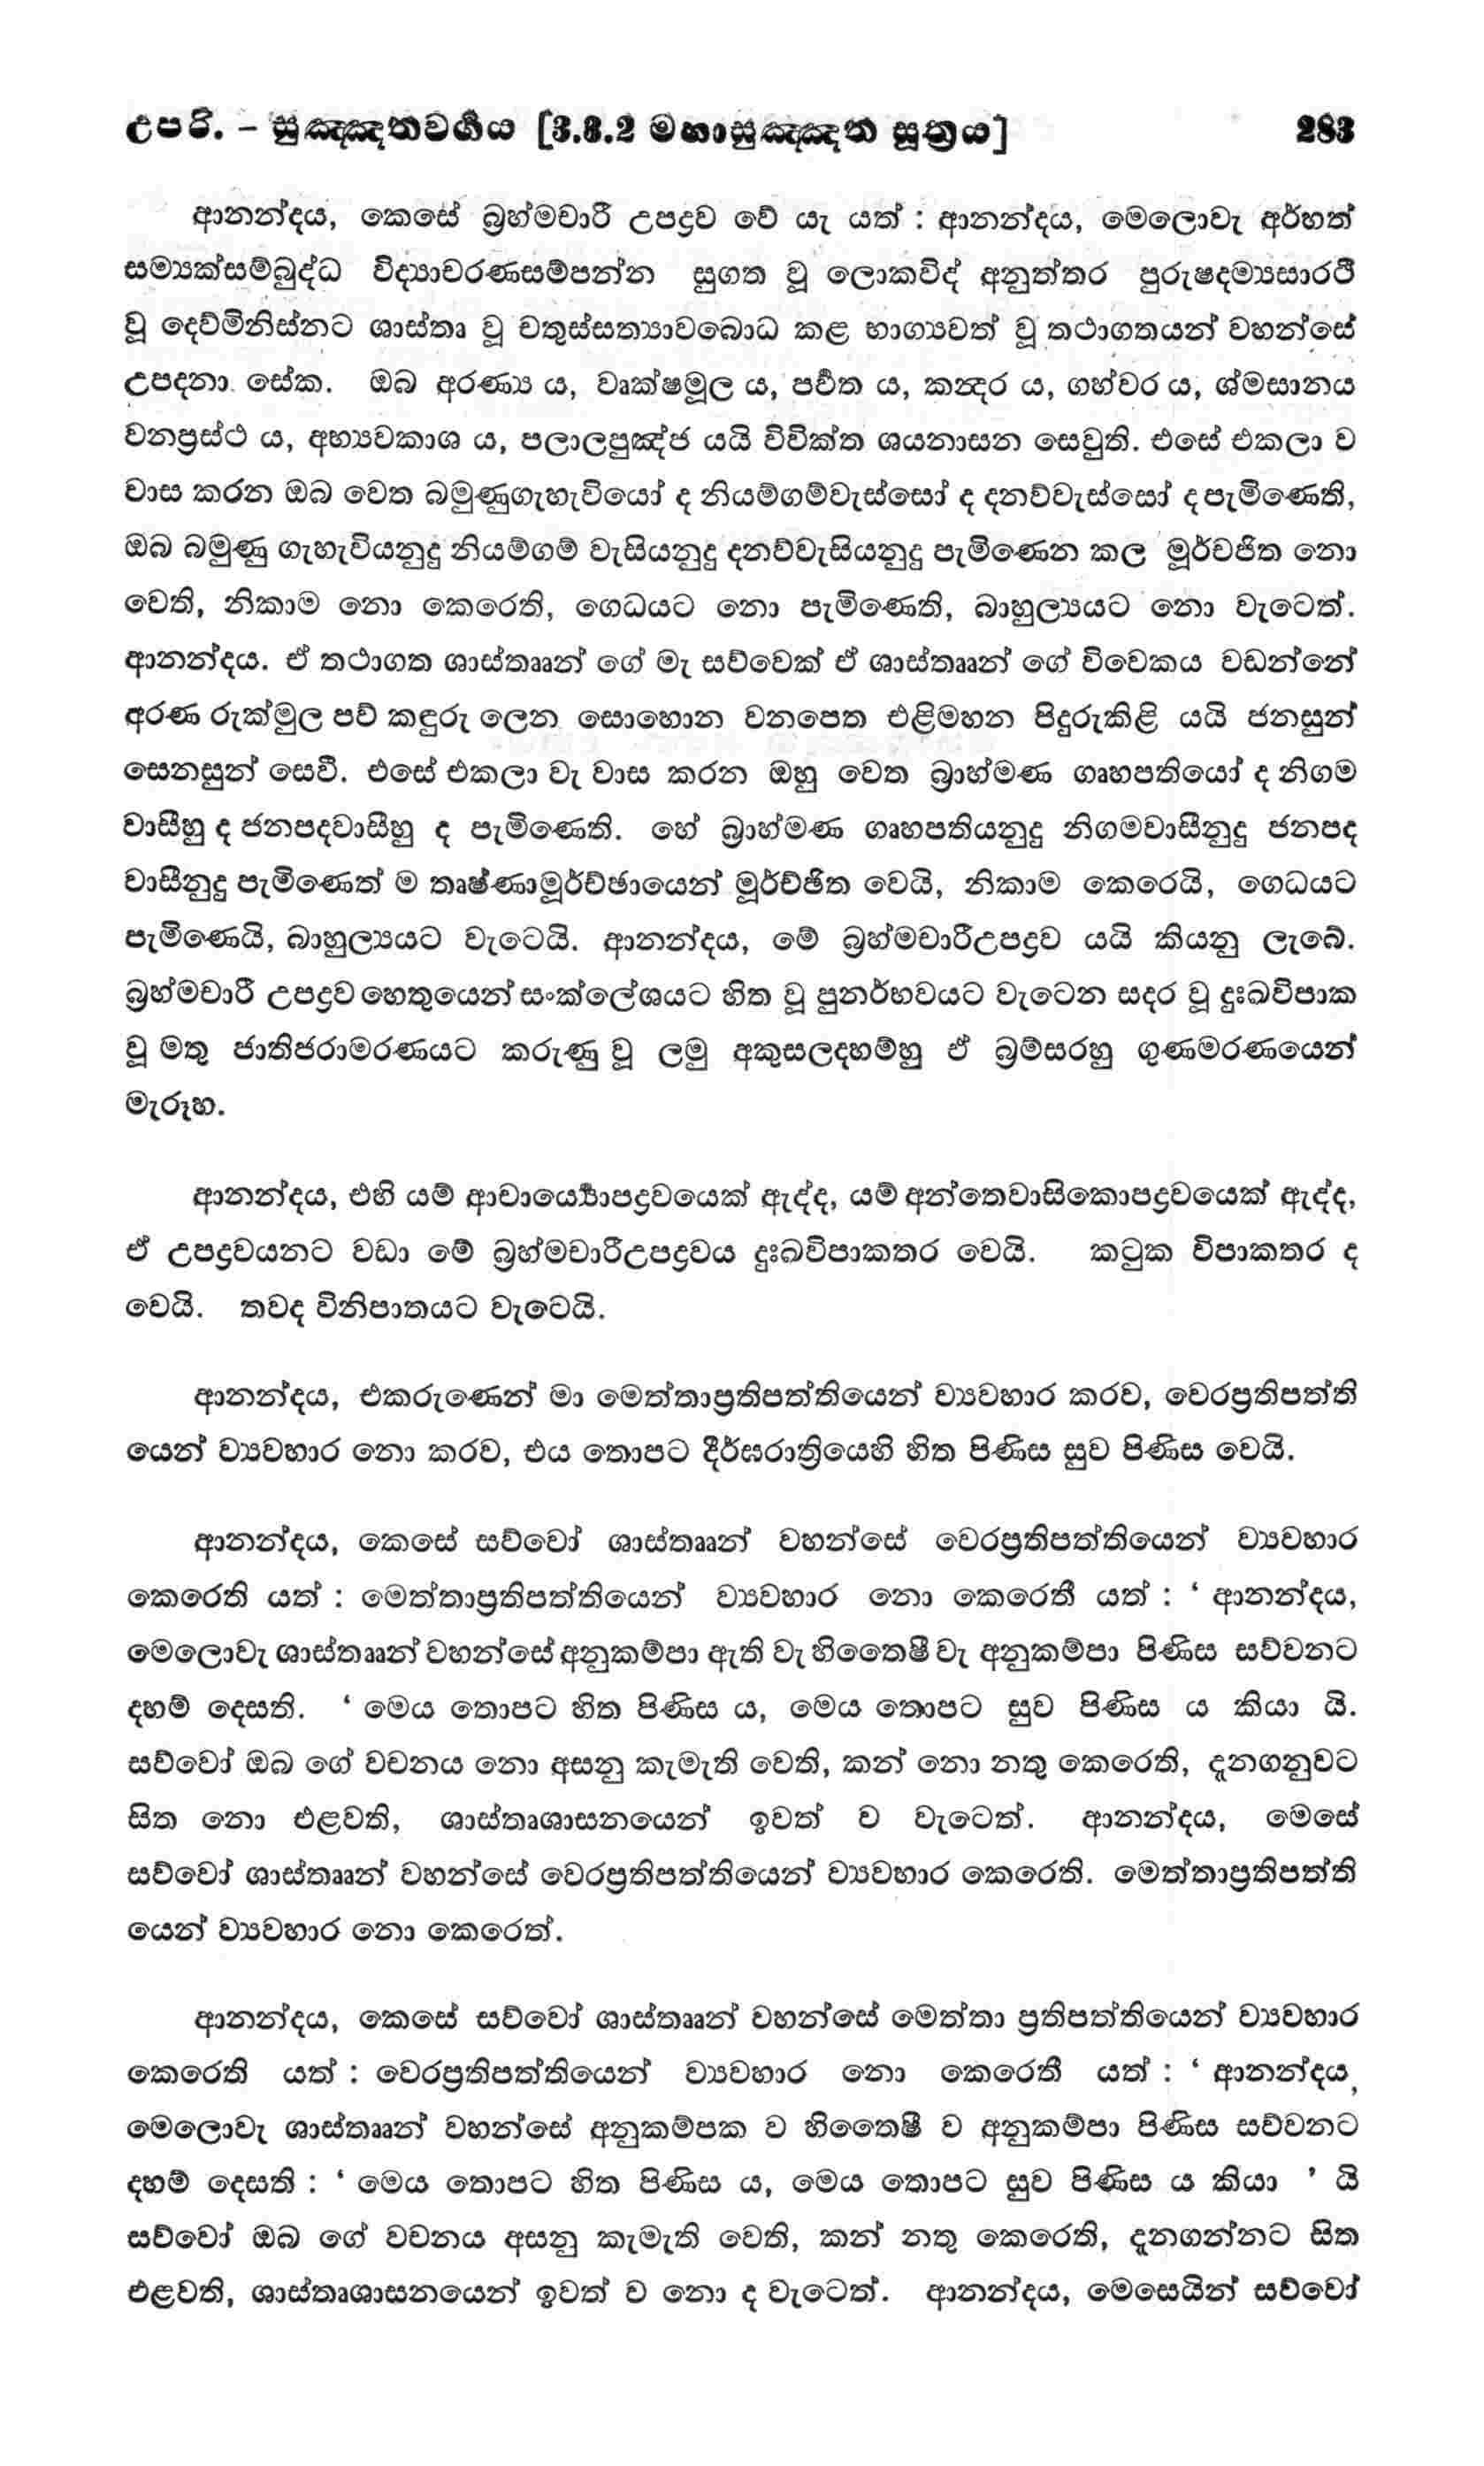 උපරි. – සුඤ්ඤතවර්‍ගය [3.3.2 මහාසුඤ්ඤත සූත්‍රය] 283
ආනන්දය, කෙසේ බ්‍රහ්මචාරී උපද්‍රව වේ යැ යත් : ආනන්දය, මෙලොවැ අර්හත්
සම්‍යක්සම්බුද්ධ විද්‍යාචරණසම්පන්න සුගත වූ ලොකවිද් අනුත්තර පුරුෂදම්‍යසාරථී
වූ දෙව්මිනිස්නට ශාස්තෘ වූ චතුස්සත්‍යාවබොධ කළ භාග්‍යවත් වූ තථාගතයන් වහන්සේ
උපදනා සේක. ඔබ අරණ්‍ය ය, වෘක්ෂමූල ය, පර්‍වත ය, කඳර ය, ගහ්වර ය, ශ්මසානය
වනප්‍රස්ථ ය, අභ්‍යවකාශ ය, පලාලපුඤ්ජ යයි විවික්ත ශයනාසන සෙවුති. එසේ එකලා ව
වාස කරන ඔබ වෙත බමුණුගැහැවියෝ ද නියම්ගම්වැස්සෝ ද දනව්වැස්සෝ ද පැමිණෙති,
ඔබ බමුණු ගැහැවියනුදු නියම්ගම් වැසියනුදු දනව්වැසියනුදු පැමිණෙන කල මූර්ච්ජිත නො
වෙති, නිකාම නො කෙරෙති, ගෙධයට නො පැමිණෙති, බාහුල්‍යයට නො වැටෙත්.
ආනන්දය. ඒ තථාගත ශාස්තෲන් ගේ මැ සව්වෙක් ඒ ශාස්තෲන් ගේ විවෙකය වඩන්නේ
අරණ රුක්මුල පව් කඳුරු ලෙන සොහොන වනපෙත එළිමහන පිදුරුකිළි යයි ජනසුන්
සෙනසුන් සෙවී. එසේ එකලා වැ වාස කරන ඔහු වෙත බ්‍රාහ්මණ ගෘහපතියෝ ද නිගම
වාසීහු ද ජනපදවාසීහු ද පැමිණෙති. හේ බ්‍රාහ්මණ ගෘහපතියනුදු නිගමවාසීනුදු ජනපද
වාසීනුදු පැමිණෙත් ම තෘෂ්ණාමූර්ච්ඡායෙන් මූර්ච්ඡිත වෙයි, නිකාම කෙරෙයි, ගෙධයට
පැමිණෙයි, බාහුල්‍යයට වැටෙයි. ආනන්දය, මේ බ්‍රහ්මචාරීඋපද්‍රව යයි කියනු ලැබේ.
බ්‍රහ්මචාරී උපද්‍රව හෙතුයෙන් සංක්ලේශයට හිත වූ පුනර්භවයට වැටෙන සදර වූ දුඃඛවිපාක
වූ මතු ජාතිජරාමරණයට කරුණු වූ ලමු අකුසලදහම්හු ඒ බ්‍රම්සරහු ගුණමරණයෙන්
මැරූහ.
ආනන්දය, එහි යම් ආචාර්‍ය්‍යොපද්‍රවයෙක් ඇද්ද, යම් අන්තෙවාසිකොපද්‍රවයෙක් ඇද්ද,
ඒ උපද්‍රවයනට වඩා මේ බ්‍රහ්මචාරීඋපද්‍රවය දුඃඛවිපාකතර වෙයි. කටුක විපාකතර ද
වෙයි. තවද විනිපාතයට වැටෙයි.
ආනන්දය, එකරුණෙන් මා මෙත්තාප්‍රතිපත්තියෙන් ව්‍යවහාර කරව, වෙරප්‍රතිපත්ති
යෙන් ව්‍යවහාර නො කරව, එය තොපට දීර්ඝරාත්‍රියෙහි හිත පිණිස සුව පිණිස වෙයි.
ආනන්දය, කෙසේ සව්වෝ ශාස්තෲන් වහන්සේ වෙරප්‍රතිපත්තියෙන් ව්‍යවහාර
කෙරෙති යත් : මෙත්තාප්‍රතිපත්තියෙන් ව්‍යවහාර නො කෙරෙතී යත් : ‘ ආනන්දය,
මෙලොවැ ශාස්තෲන් වහන්සේ අනුකම්පා ඇති වැ හිතෛෂී වැ අනුකම්පා පිණිස සව්වනට
දහම් දෙසති. ‘ මෙය තොපට හිත පිණිස ය, මෙය තොපට සුව පිණිස ය කියා යි.
සව්වෝ ඔබ ගේ වචනය නො අසනු කැමැති වෙති, කන් නො නතු කෙරෙති, දැනගනුවට
සිත නො එළවති, ශාස්තෘශාසනයෙන් ඉවත් ව වැටෙත්. ආනන්දය, මෙසේ
සව්වෝ ශාස්තෲන් වහන්සේ වෙරප්‍රතිපත්තියෙන් ව්‍යවහාර කෙරෙති. මෙත්තාප්‍රතිපත්ති
යෙන් ව්‍යවහාර නො කෙරෙත්.
ආනන්දය, කෙසේ සව්වෝ ශාස්තෲන් වහන්සේ මෙත්තා ප්‍රතිපත්තියෙන් ව්‍යවහාර
කෙරෙති යත් : වෙරප්‍රතිපත්තියෙන් ව්‍යවහාර නො කෙරෙතී යත් : ‘ ආනන්දය,
මෙලොවැ ශාස්තෲන් වහන්සේ අනුකම්පක ව හිතෛෂී ව අනුකම්පා පිණිස සව්වනට
දහම් දෙසති : ‘ මෙය තොපට හිත පිණිස ය, මෙය තොපට සුව පිණිස ය කියා ’ යි
සව්වෝ ඔබ ගේ වචනය අසනු කැමැති වෙති, කන් නතු කෙරෙති, දැනගන්නට සිත
එළවති, ශාස්තෘශාසනයෙන් ඉවත් ව නො ද වැටෙත්. ආනන්දය, මෙසෙයින් සව්වෝ